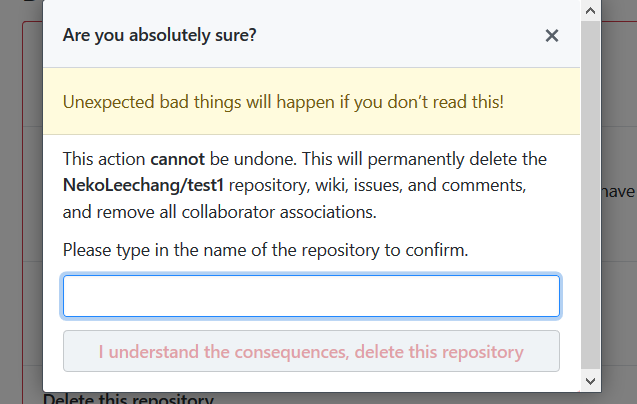 Are you absolutely sure?
Unexpected bad things will happen if you don’t read this!
This action cannot be undone. This will permanently delete the
NekoLeechang/test1 repository, wiki, issues, and comments,
and remove all collaborator associations.
have
Please type in the name of the repository to confirm.
I understand the consequences, delete this repository
Delete this repository